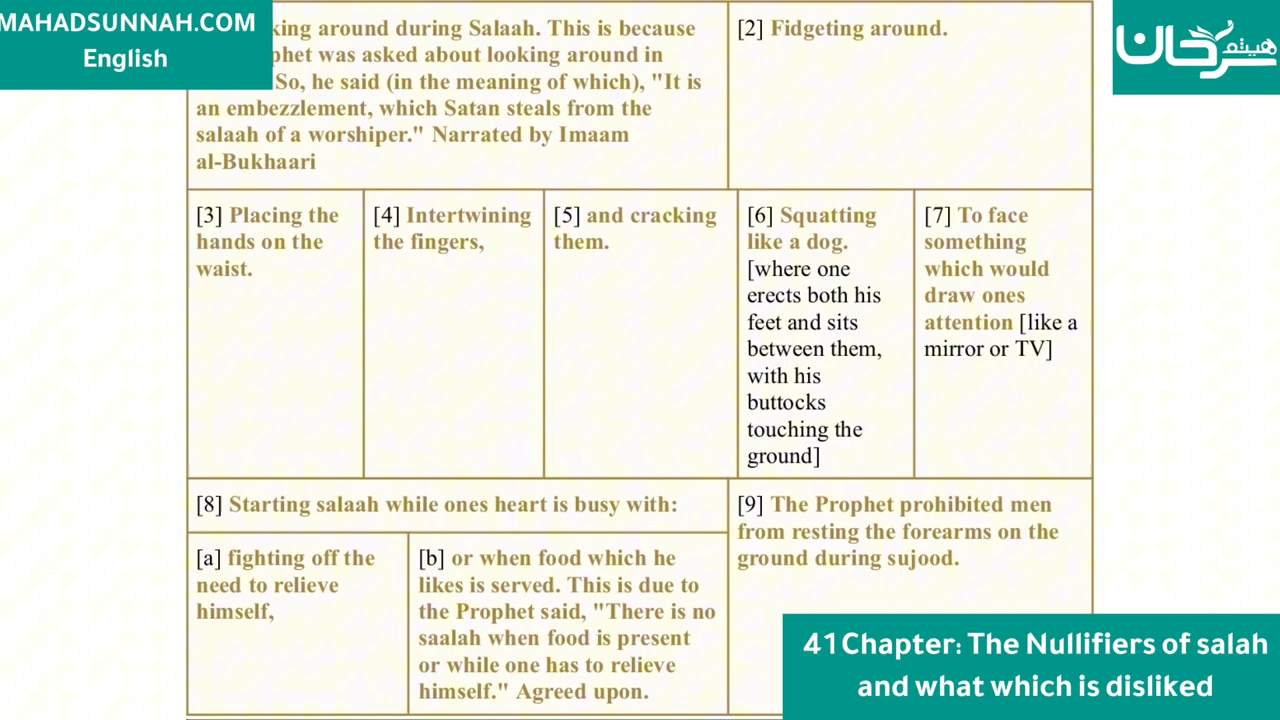 MAHADSUNNAH.COM
English
هيتمي
سرحان
king around during Salaah. This is because
phet was asked about looking around in
So, he said (in the meaning of which), "It is
an embezzlement, which Satan steals from the
salaah of a worshiper." Narrated by Imaam
al-Bukhaari
[2] Fidgeting around.
[3] Placing the
hands on the
waist.
[4] Intertwining
the fingers,
[5] and cracking
them.
[6] Squatting
like a dog.
[where one
erects both his
feet and sits
between them,
with his
buttocks
touching the
ground]
[7] To face
something
which would
draw ones
attention [like a
mirror or TV]
[8] Starting salaah while ones heart is busy with:
[a] fighting off the
need to relieve
himself,
[b] or when food which he
likes is served. This is due to
the Prophet said, "There is no
saalah when food is present
or while one has to relieve
himself." Agreed upon.
[9] The Prophet prohibited men
from resting the forearms on the
ground during sujood.
41 Chapter: The Nullifiers of salah
and what which is disliked